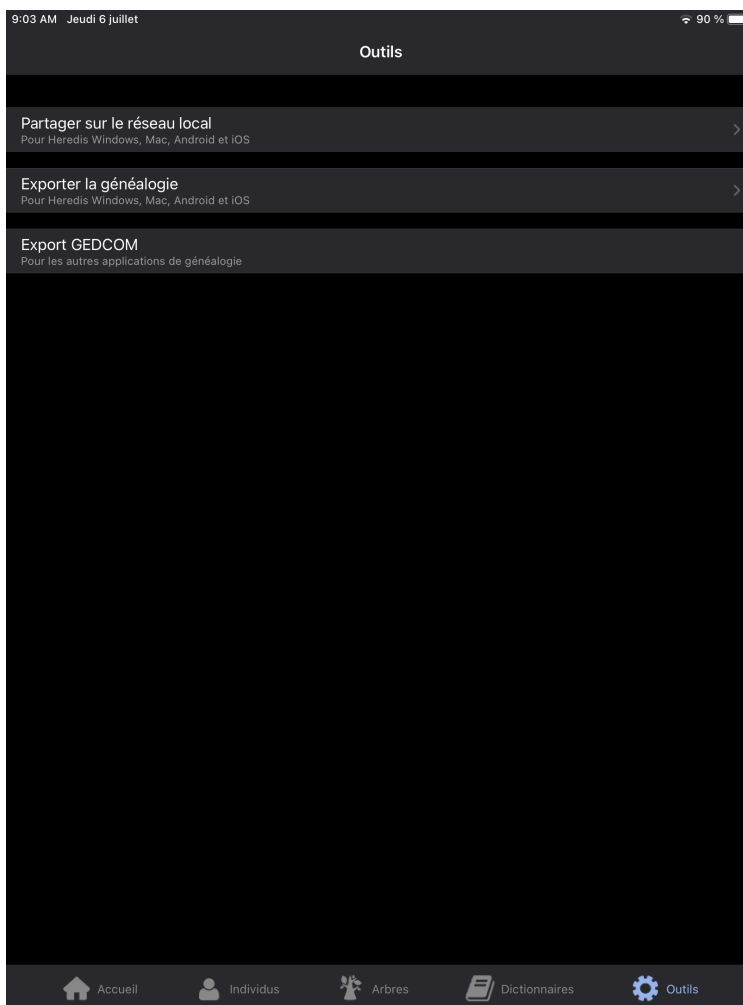 9:03 AM Jeudi 6 juillet 90 %
Outils
Partager sur le réseau local
Pour Heredis Windows, Mac, Android et iOS
Exporter la généalogie
Pour Heredis Windows, Mac, Android et iOS
Export GEDCOM
Pour les autres applications de généalogie
Accueil Individus Arbres Dictionnaires Outils